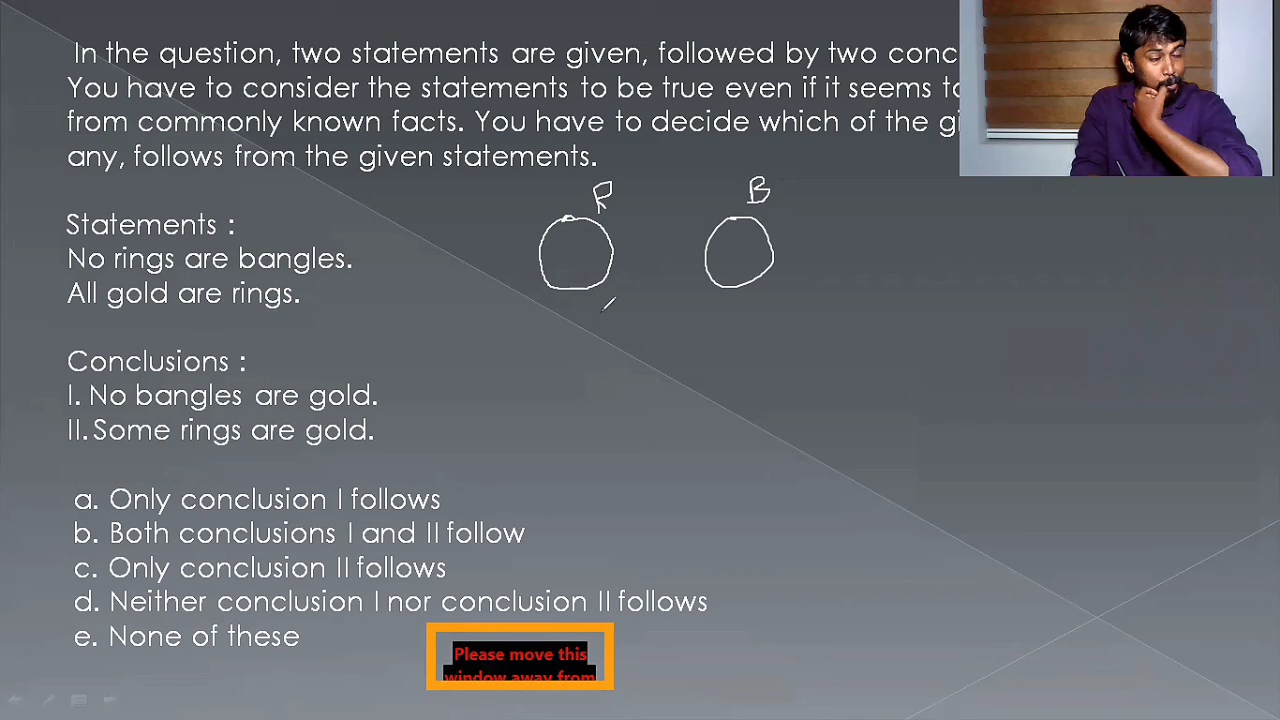 In the question, two statements are given, followed by two conc
You have to consider the statements to be true even if it seems to
from commonly known facts. You have to decide which of the gi
any, follows from the given statements.
R B
Statements :
No rings are bangles.
All gold are rings.
Conclusions :
I. No bangles are gold.
II. Some rings are gold.
a. Only conclusion I follows
b. Both conclusions I and II follow
c. Only conclusion II follows
d. Neither conclusion I nor conclusion II follows
e. None of these
Please move this
window away from